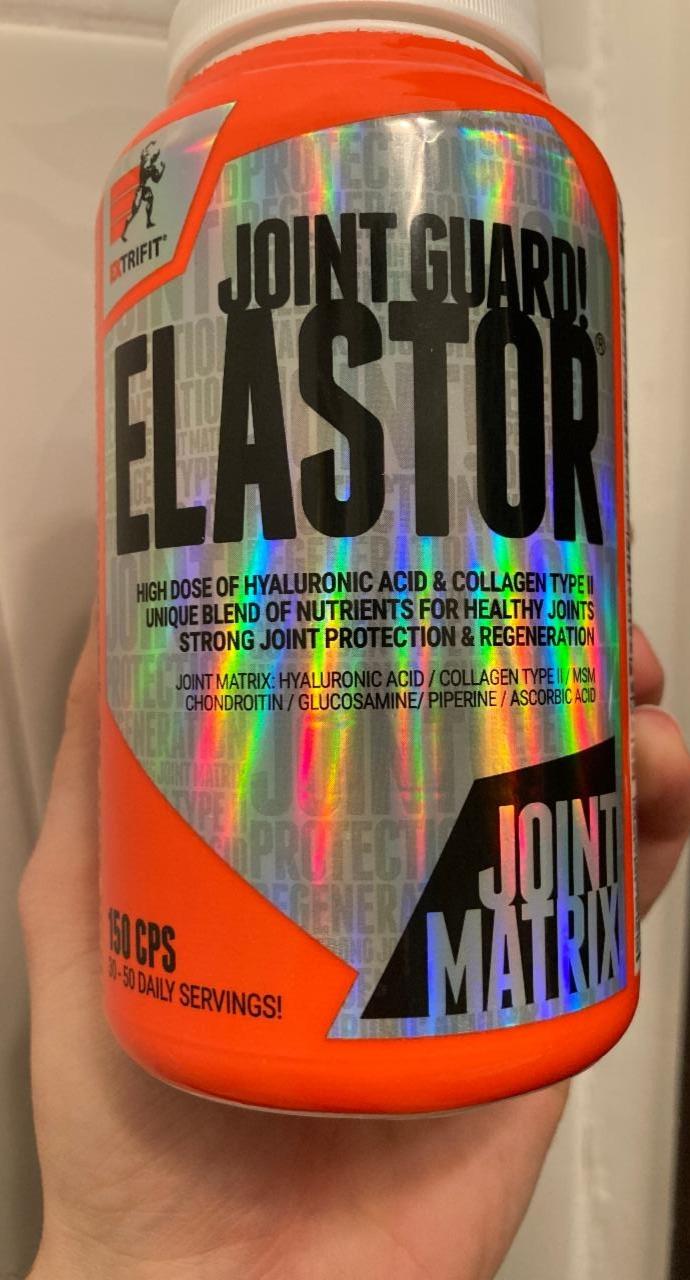 EXTRIFIT®
JOINT GUARD!
ELASTOR®
HIGH DOSE OF HYALURONIC ACID & COLLAGEN TYPE II
UNIQUE BLEND OF NUTRIENTS FOR HEALTHY JOINTS
STRONG JOINT PROTECTION & REGENERATION
JOINT MATRIX: HYALURONIC ACID / COLLAGEN TYPE II / MSM
CHONDROITIN / GLUCOSAMINE/ PIPERINE / ASCORBIC ACID
JOINT
MATRIX
150 CPS
30-50 DAILY SERVINGS!